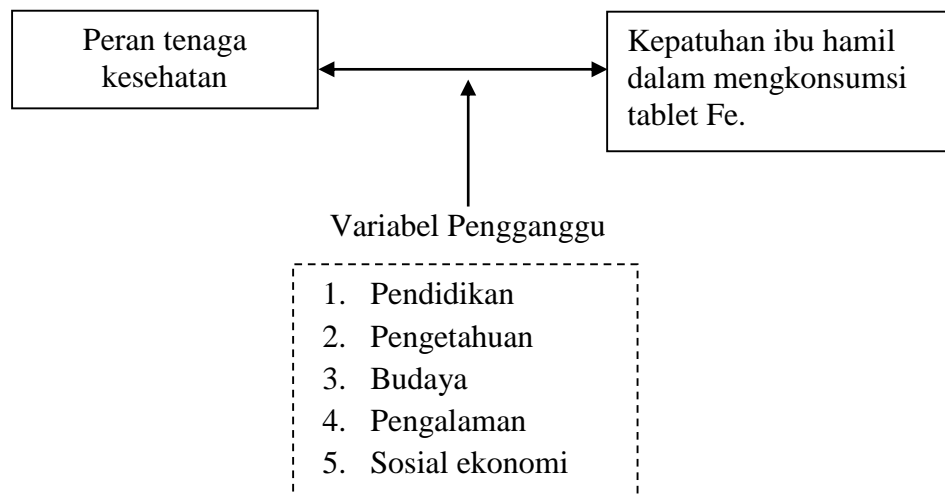 Peran tenaga
kesehatan
Kepatuhan ibu hamil
dalam mengkonsumsi
tablet Fe.
Variabel Pengganggu
1. Pendidikan
2. Pengetahuan
3. Budaya
4. Pengalaman
5. Sosial ekonomi